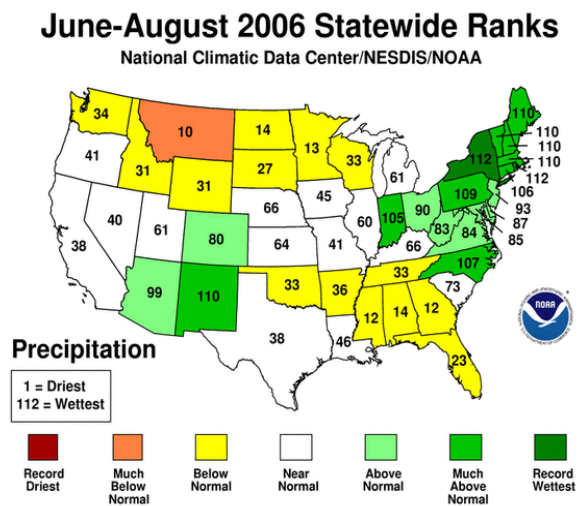 June-August 2006 Statewide Ranks
National Climatic Data Center/NESDIS/NOAA
34
10
14
13
33
110
41
31
31
27
112
110
110
110
112
106
93
87
85
61
109
90
105
83
84
66
45
60
38
40
61
80
64
41
66
107
33
73
99
110
33
36
12
14
12
38
46
23
NOAA
Precipitation
1 = Driest
112 = Wettest
Record
Driest
Much
Below
Normal
Below
Normal
Near
Normal
Above
Normal
Much
Above
Normal
Record
Wettest